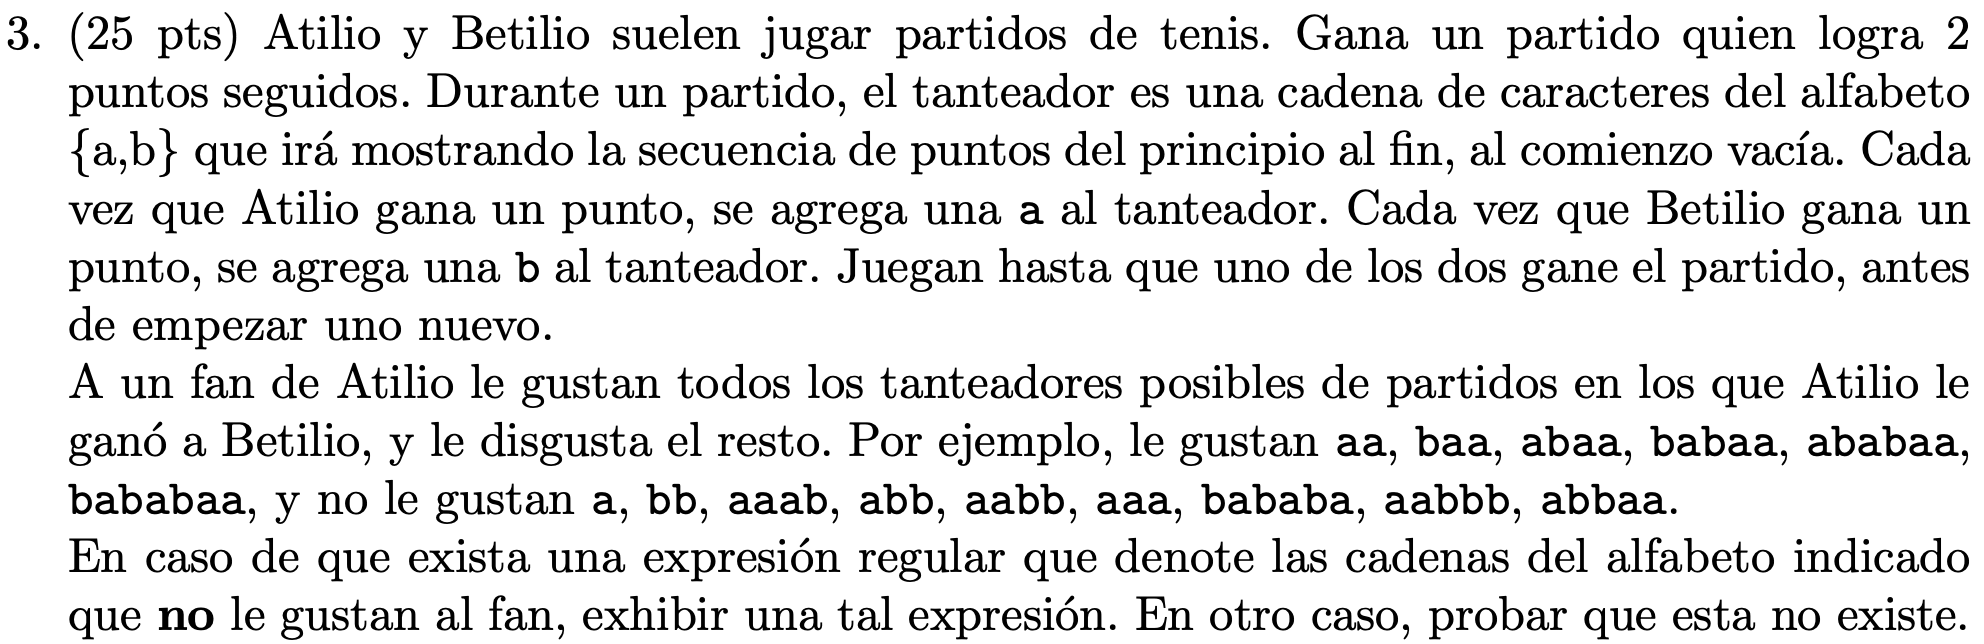 3. (25 pts) Atilio y Betilio suelen jugar partidos de tenis. Gana un partido quien logra 2
puntos seguidos. Durante un partido, el tanteador es una cadena de caracteres del alfabeto
{a,b} que irá mostrando la secuencia de puntos del principio al fin, al comienzo vacía. Cada
vez que Atilio gana un punto, se agrega una a al tanteador. Cada vez que Betilio gana un
punto, se agrega una b al tanteador. Juegan hasta que uno de los dos gane el partido, antes
de empezar uno nuevo.
A un fan de Atilio le gustan todos los tanteadores posibles de partidos en los que Atilio le
ganó a Betilio, y le disgusta el resto. Por ejemplo, le gustan aa, baa, abaa, babaa, ababaa,
bababaa, y no le gustan a, bb, aaab, abb, aabb, aaa, bababa, aabbb, abbaa.
En caso de que exista una expresión regular que denote las cadenas del alfabeto indicado
que no le gustan al fan, exhibir una tal expresión. En otro caso, probar que esta no existe.